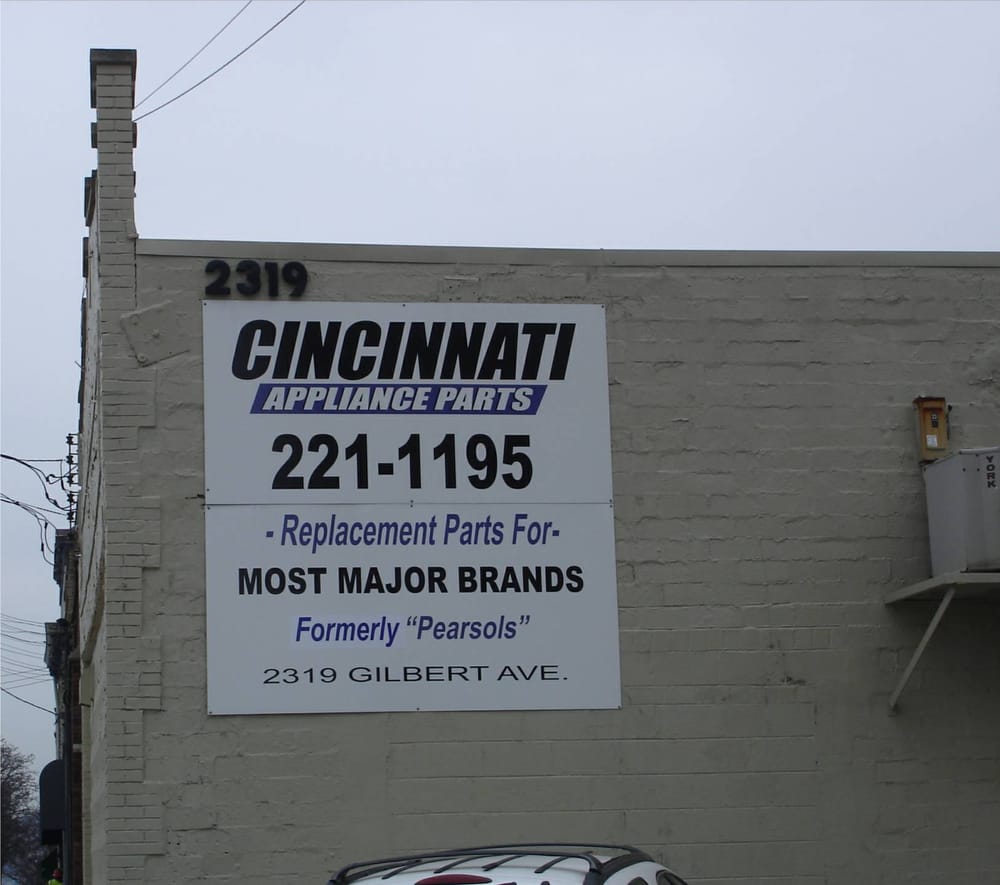 2319
CINCINNATI
APPLIANCE PARTS
221-1195
- Replacement Parts For-
MOST MAJOR BRANDS
Formerly “Pearsols”
2319 GILBERT AVE.
YORK